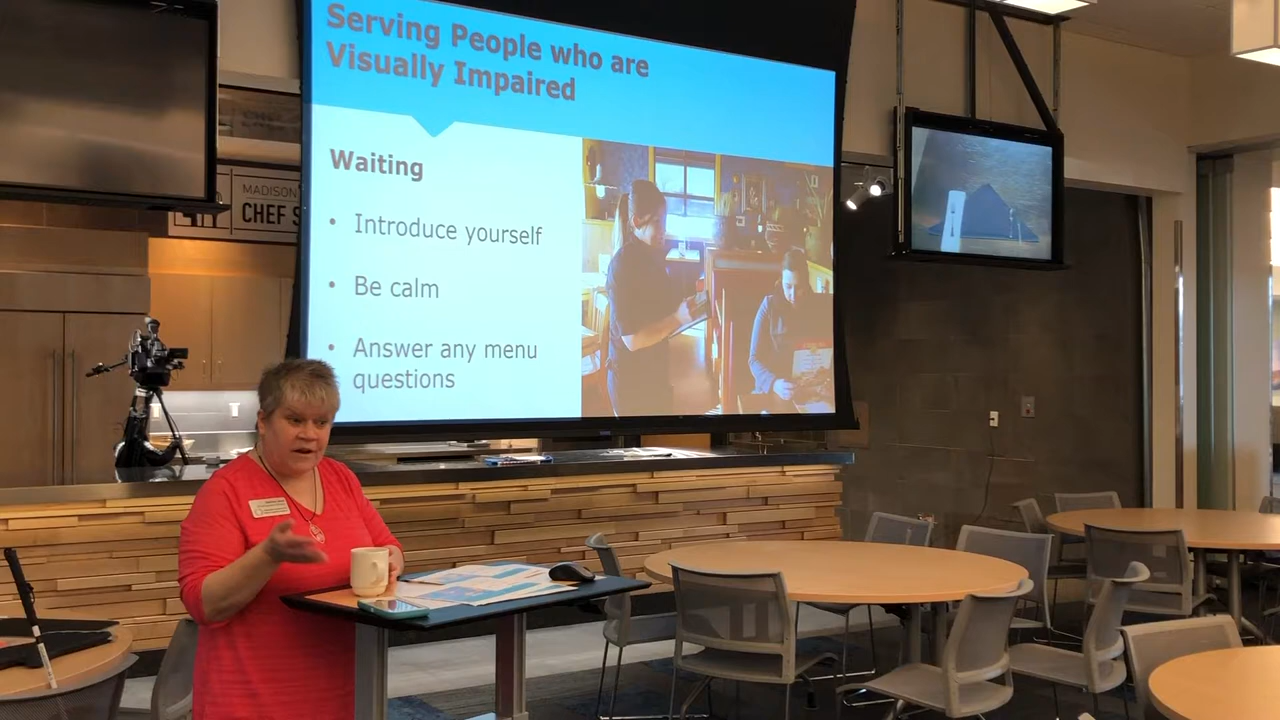 Serving People who are
Visually Impaired
Waiting
• Introduce yourself
• Be calm
• Answer any menu
questions
MADISON
CHEF S